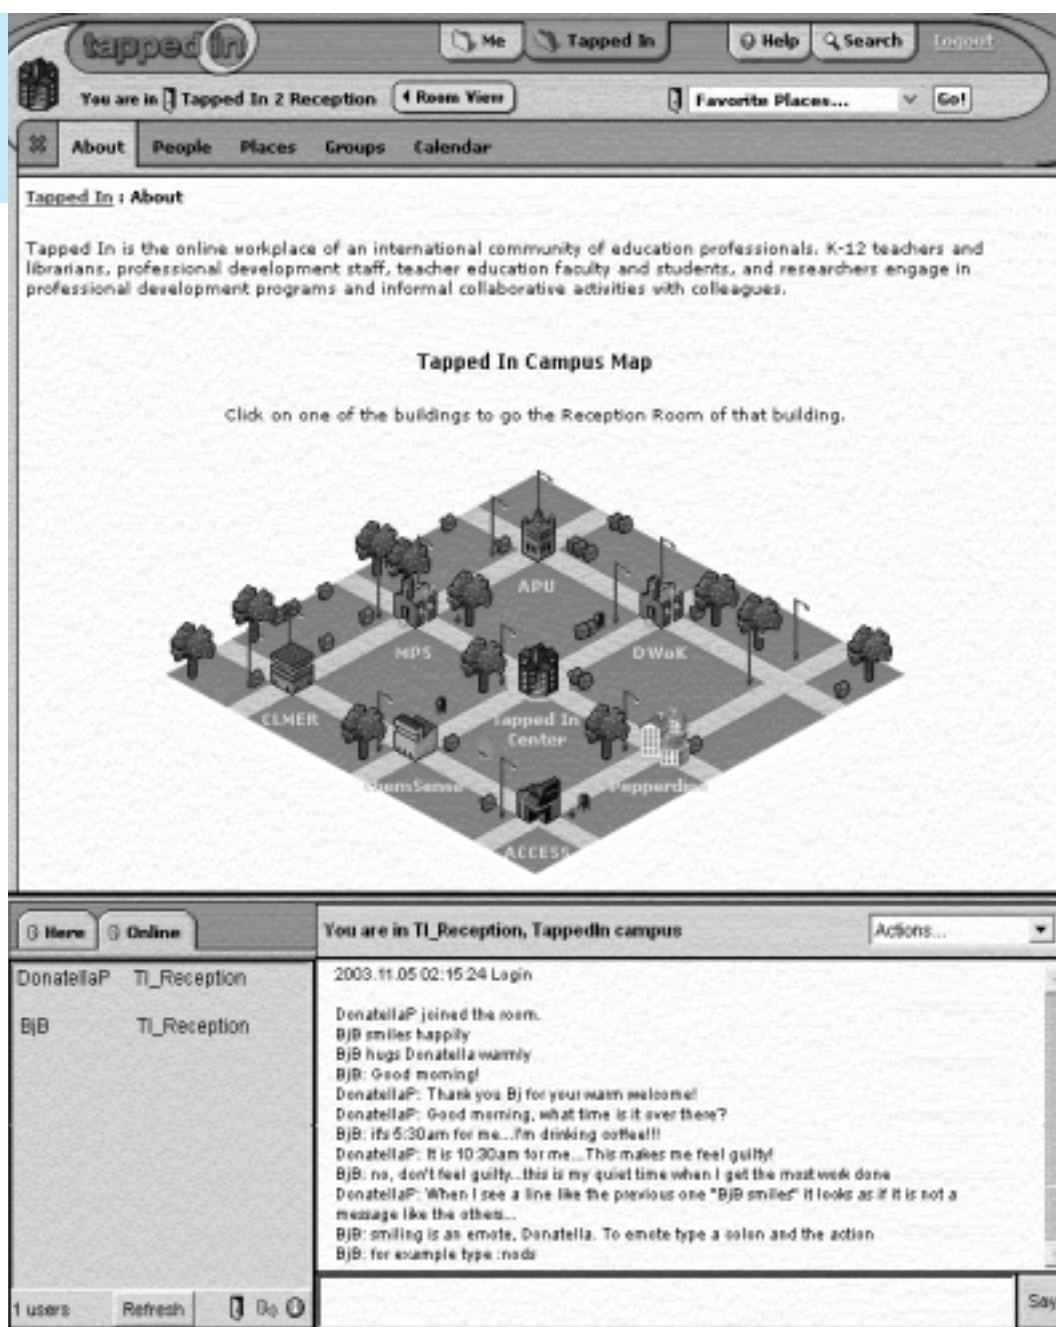 tapped in
Me Tapped In Help Search Logout
You are in Tapped In 2 Reception Room View Favorite Places... Go!
About People Places Groups Calendar
Tapped In : About
Tapped In is the online workplace of an international community of education professionals. K-12 teachers and
librarians, professional development staff, teacher education faculty and students, and researchers engage in
professional development programs and informal collaborative activities with colleagues.
Tapped In Campus Map
Click on one of the buildings to go the Reception Room of that building.
APU
MPS DWoK
CLMER Tapped In
Center
ChemSense Pepperdin
ACCESS
Here Online You are in TI_Reception, TappedIn campus Actions...
DonatellaP TI_Reception
BjB TI_Reception
2003.11.05 02:15:24 Login
DonatellaP joined the room.
BjB smiles happily
BjB hugs Donatella warmly
BjB: Good morning!
DonatellaP: Thank you Bj for your warm welcome!
DonatellaP: Good morning, what time is it over there?
BjB: it's 5:30am for me...I'm drinking coffee!!!
DonatellaP: It is 10:30am for me...This makes me feel guilty!
BjB: no, don't feel guilty...this is my quiet time when I get the most work done
DonatellaP: When I see a line like the previous one "BjB smiles" it looks as if it is not a
message like the others...
BjB: smiling is an emote, Donatella. To emote type a colon and the action
BjB: for example type :nods
1 users Refresh Say